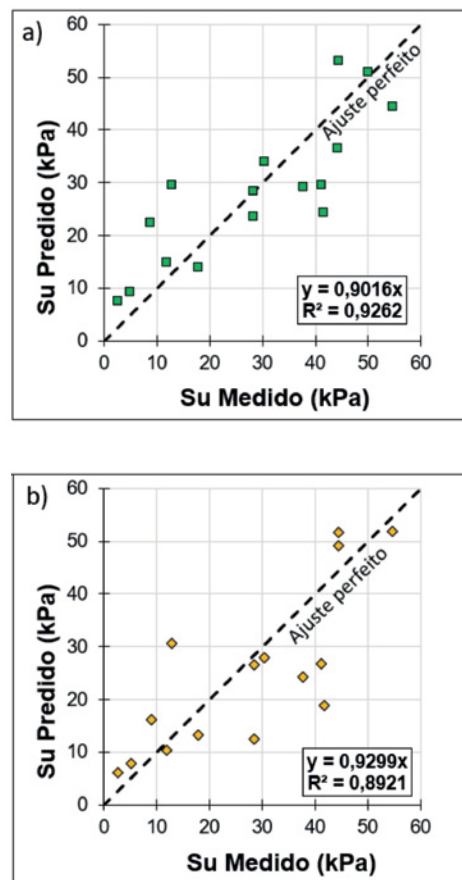 a)
60
50
40
30
20
10
0
Su Predido (kPa)
Ajuste perfeito
y = 0,9016x
R² = 0,9262
0 10 20 30 40 50 60
Su Medido (kPa)
b)
60
50
40
30
20
10
0
Su Predido (kPa)
Ajuste perfeito
y = 0,9299x
R² = 0,8921
0 10 20 30 40 50 60
Su Medido (kPa)